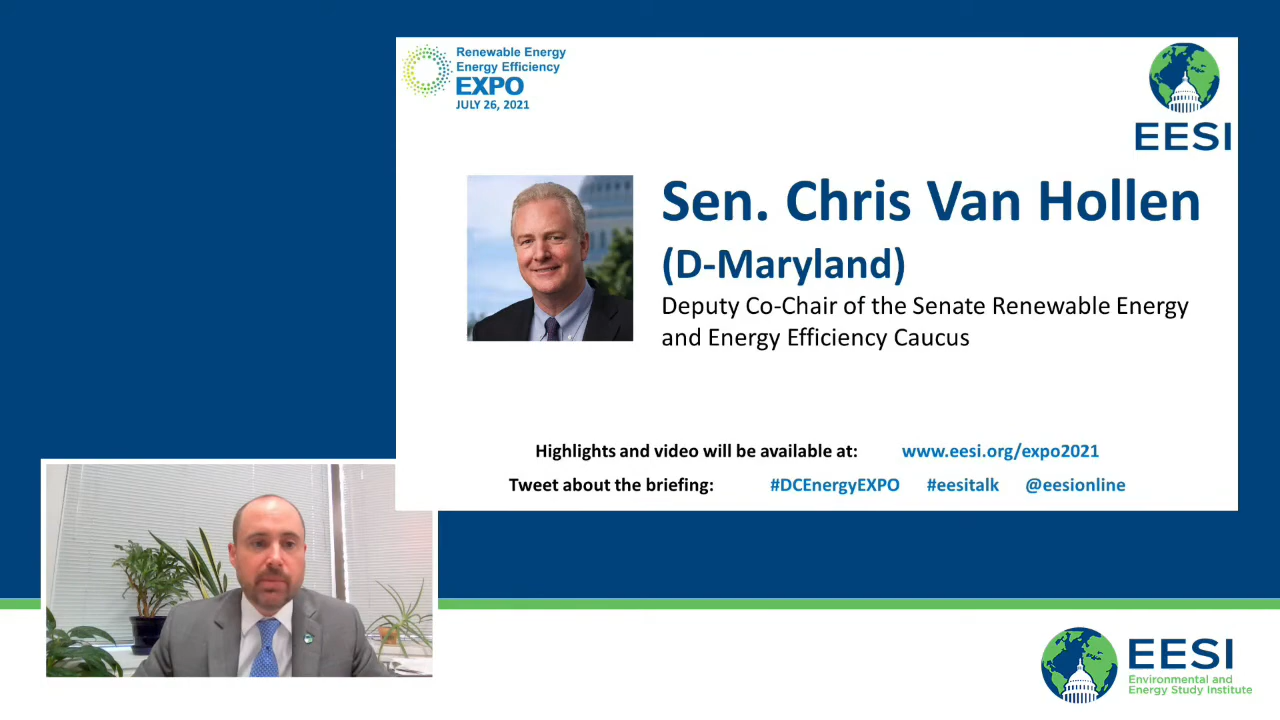 Renewable Energy
Energy Efficiency
EXPO
JULY 26, 2021
EESI
Sen. Chris Van Hollen
(D-Maryland)
Deputy Co-Chair of the Senate Renewable Energy
and Energy Efficiency Caucus
Highlights and video will be available at: www.eesi.org/expo2021
Tweet about the briefing: #DCEnergyEXPO #eesitalk @eesionline
EESI
Environmental and
Energy Study Institute